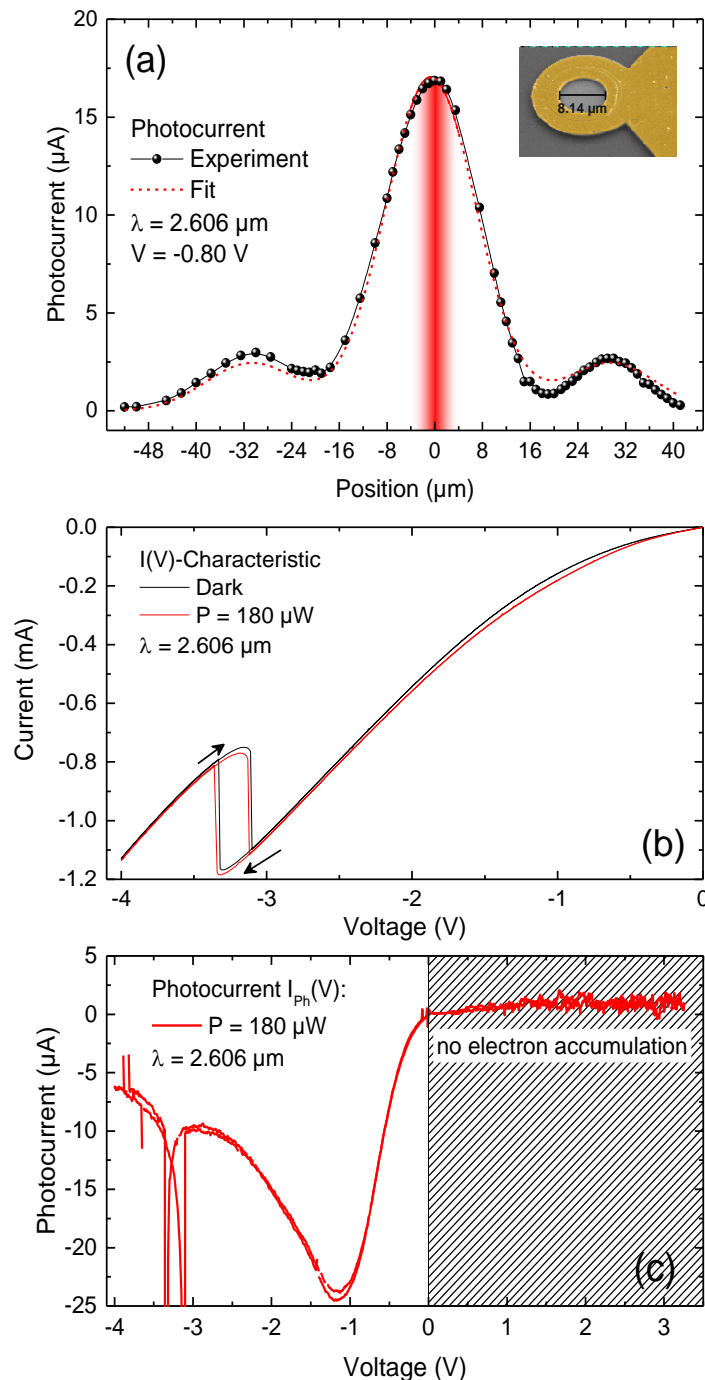 (a)
20
15
10
5
0
Photocurrent (µA)
Photocurrent
Experiment
Fit
λ = 2.606 µm
V = -0.80 V
8.14 µm
-48 -40 -32 -24 -16 -8 0 8 16 24 32 40
Position (µm)
0.0
-0.2
-0.4
-0.6
-0.8
-1.0
-1.2
Current (mA)
I(V)-Characteristic
Dark
P = 180 µW
λ = 2.606 µm
(b)
-4 -3 -2 -1 0
Voltage (V)
5
0
-5
-10
-15
-20
-25
Photocurrent (µA)
Photocurrent I_Ph(V):
P = 180 µW
λ = 2.606 µm
no electron accumulation
(c)
-4 -3 -2 -1 0 1 2 3
Voltage (V)